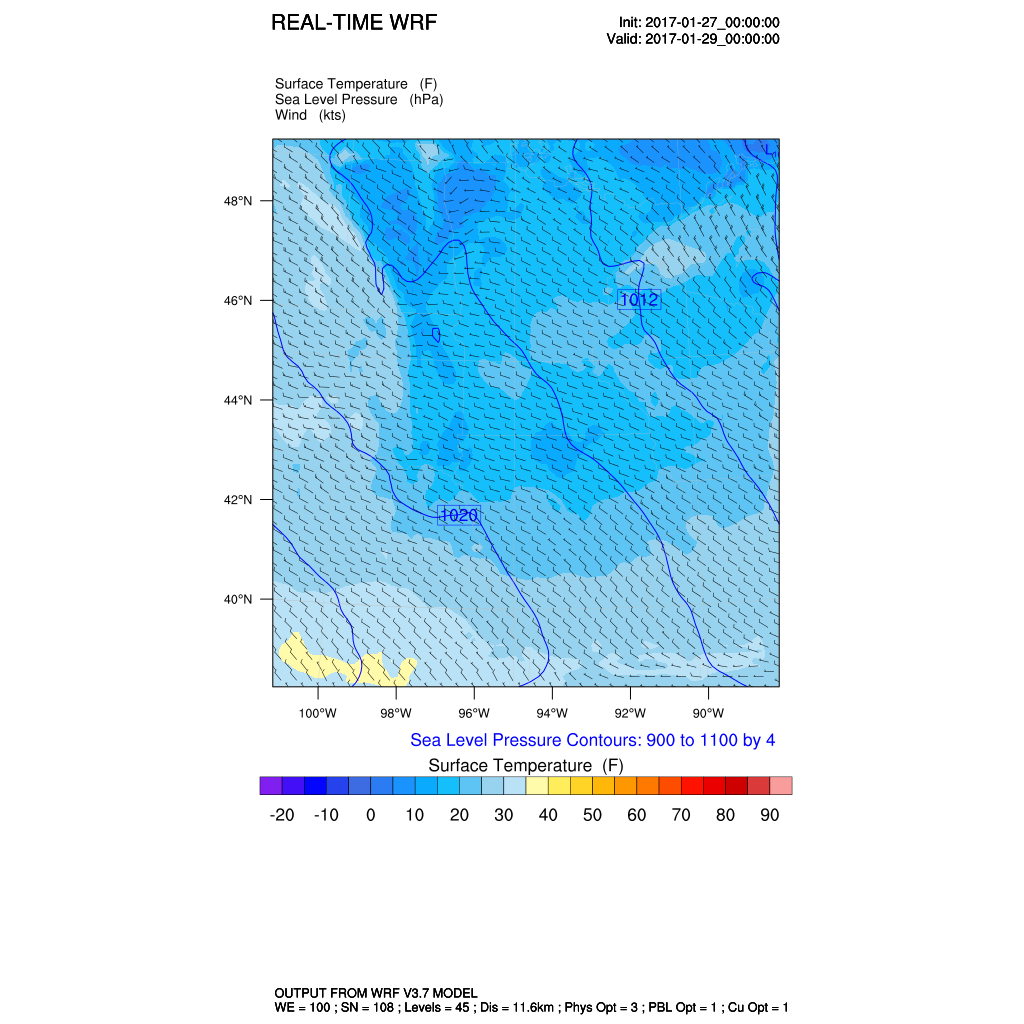 REAL-TIME WRF
Init: 2017-01-27_00:00:00
Valid: 2017-01-29_00:00:00
Surface Temperature (F)
Sea Level Pressure (hPa)
Wind (kts)
L
48°N
46°N
1012
44°N
42°N
1020
40°N
100°W 98°W 96°W 94°W 92°W 90°W
Sea Level Pressure Contours: 900 to 1100 by 4
Surface Temperature (F)
-20 -10 0 10 20 30 40 50 60 70 80 90
OUTPUT FROM WRF V3.7 MODEL
WE = 100 ; SN = 108 ; Levels = 45 ; Dis = 11.6km ; Phys Opt = 3 ; PBL Opt = 1 ; Cu Opt = 1